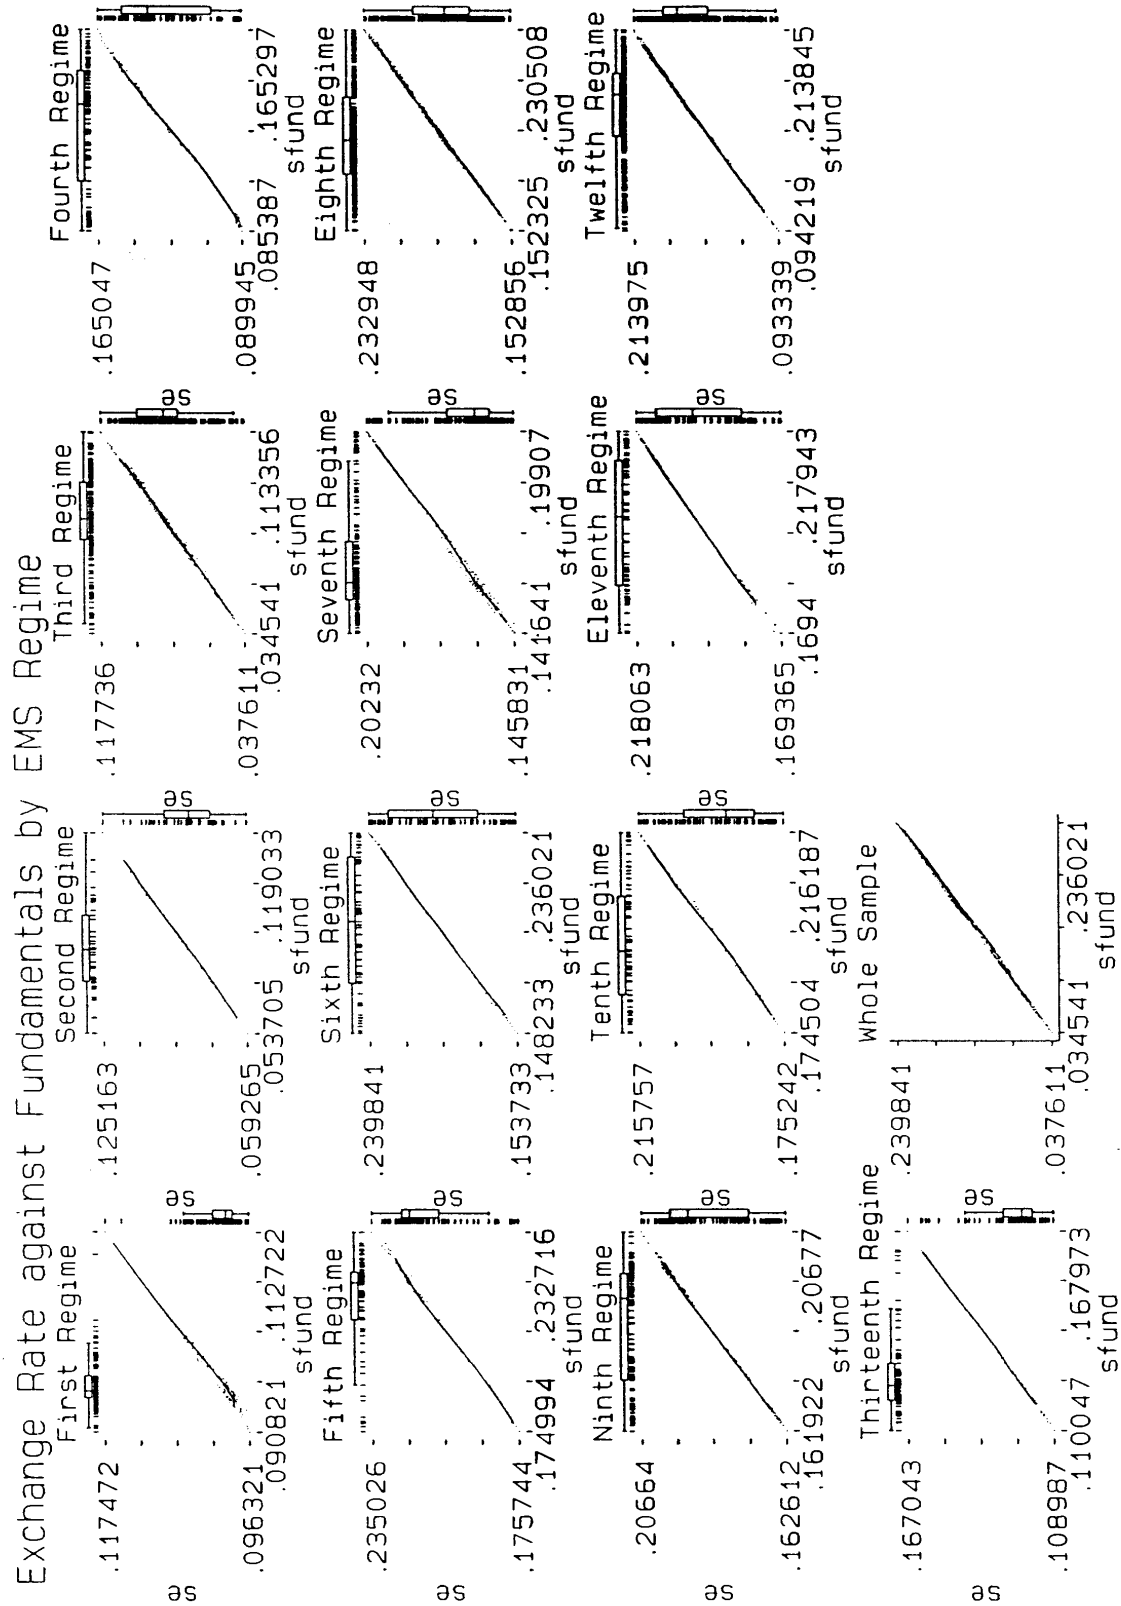 Exchange Rate against Fundamentals by EMS Regime
First Regime
.117472
.096321
.090821
.112722
sfund
se
se
Second Regime
.125163
.059265
.053705
.119033
sfund
se
Third Regime
.117736
.037611
.034541
.113356
sfund
se
Fourth Regime
.165047
.089945
.085387
.165297
sfund
Fifth Regime
.235026
.175744
.174994
.232716
sfund
se
se
Sixth Regime
.239841
.153733
.148233
.236021
sfund
se
Seventh Regime
.20232
.145831
.141641
.19907
sfund
se
Eighth Regime
.232948
.152856
.152325
.230508
sfund
Ninth Regime
.20664
.162612
.161922
.20677
sfund
se
se
Tenth Regime
.215757
.175242
.174504
.216187
sfund
se
Eleventh Regime
.218063
.169365
.1694
.217943
sfund
se
Twelfth Regime
.213975
.093339
.094219
.213845
sfund
Thirteenth Regime
.167043
.108987
.110047
.167973
sfund
se
se
Whole Sample
.239841
.037611
.034541
.236021
sfund